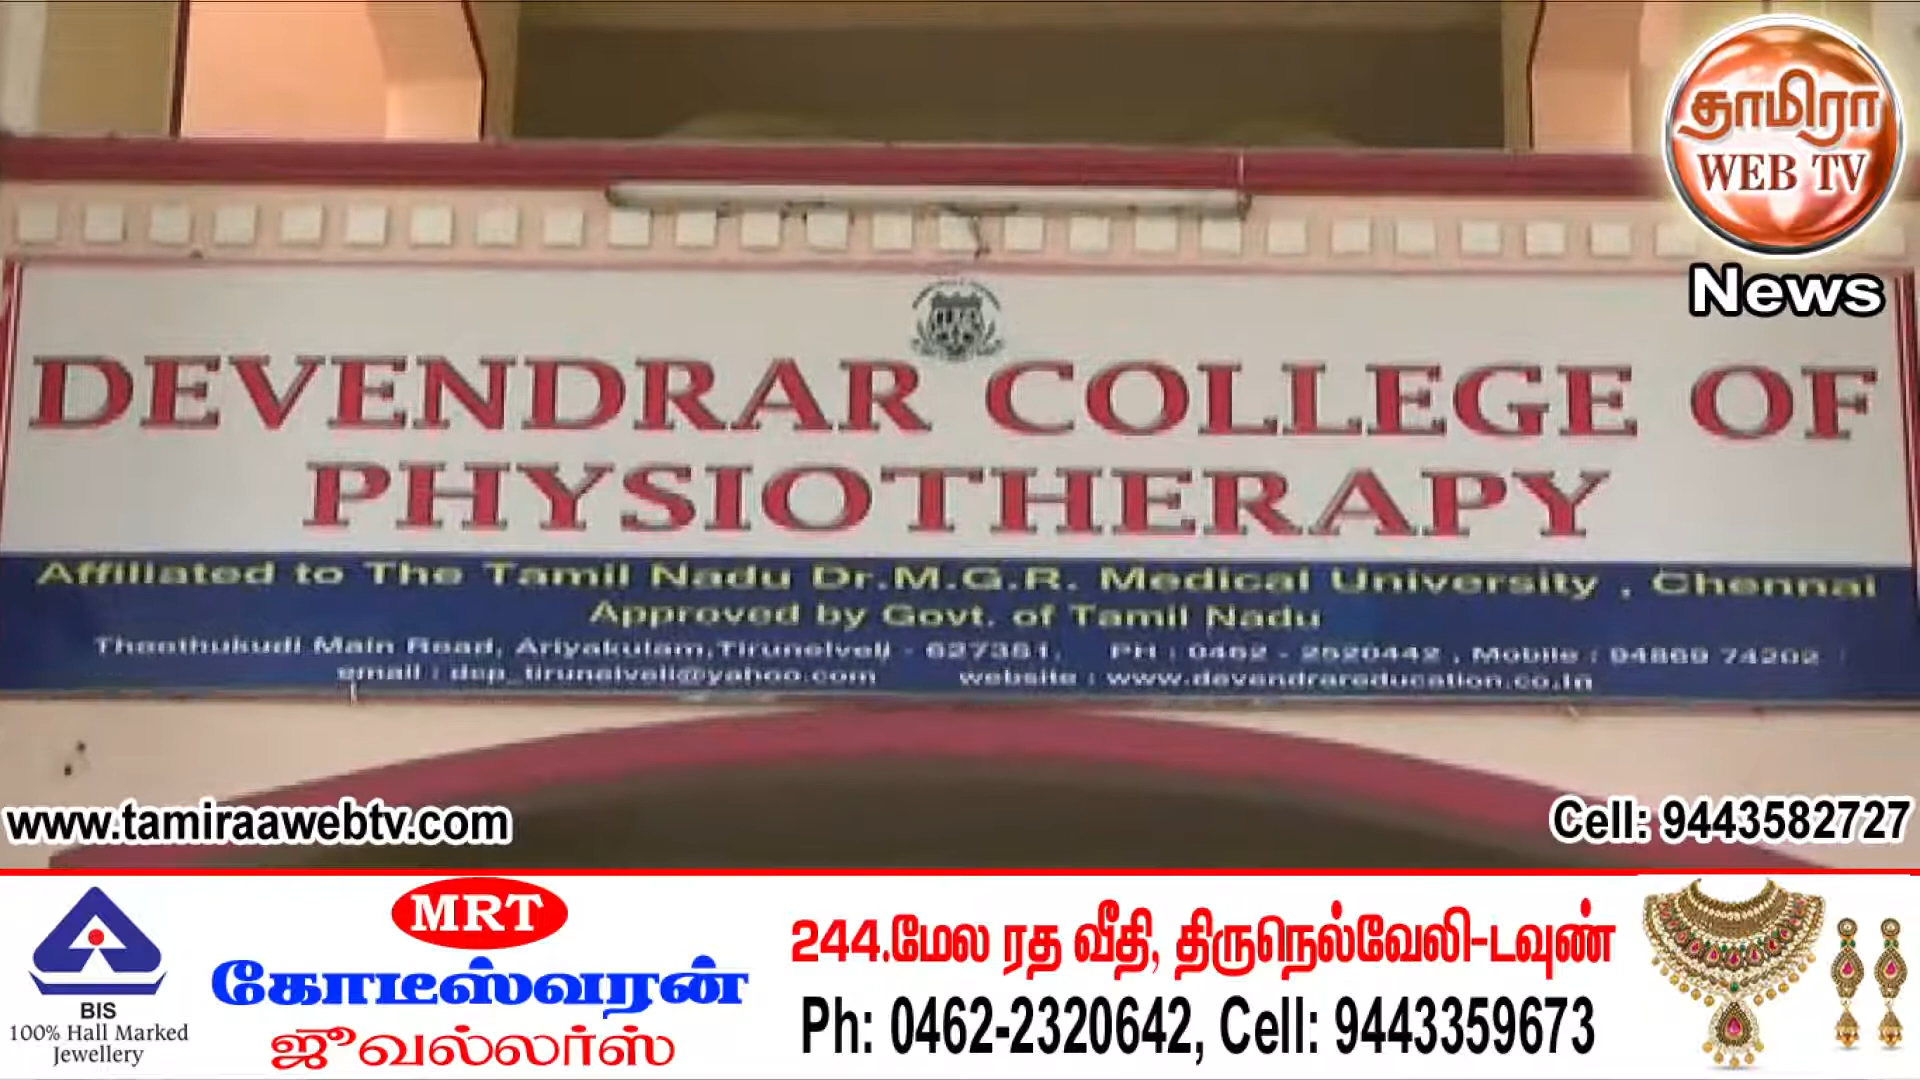 தாமிரா
WEB TV
News
DEVENDRAR COLLEGE OF
PHYSIOTHERAPY
Affiliated to The Tamil Nadu Dr.M.G.R. Medical University , Chennai
Approved by Govt. of Tamil Nadu
Thoothukudi Main Road, Ariyakulam,Tirunelveli - 627351. PH : 0462 - 2520442 , Mobile : 94869 74202
email : dcp_tirunelveli@yahoo.com website : www.devendrareducation.co.in
www.tamiraawebtv.com
Cell: 9443582727
BIS
100% Hall Marked
Jewellery
MRT
கோடீஸ்வரன்
ஜுவல்லர்ஸ்
244.மேல ரத வீதி, திருநெல்வேலி-டவுண்
Ph: 0462-2320642, Cell: 9443359673